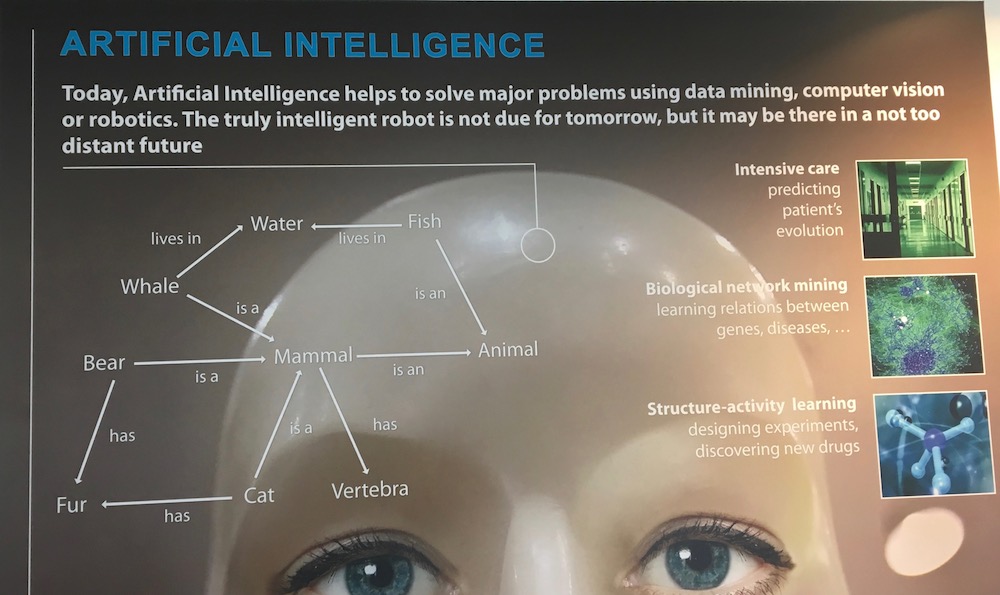 ARTIFICIAL INTELLIGENCE
Today, Artificial Intelligence helps to solve major problems using data mining, computer vision
or robotics. The truly intelligent robot is not due for tomorrow, but it may be there in a not too
distant future
Water
Fish
lives in
lives in
Whale
is a
is an
Bear
Mammal
Animal
is a
is an
has
is a
has
Fur
Cat
Vertebra
has
Intensive care
predicting
patient's
evolution
Biological network mining
learning relations between
genes, diseases, …
Structure-activity learning
designing experiments,
discovering new drugs